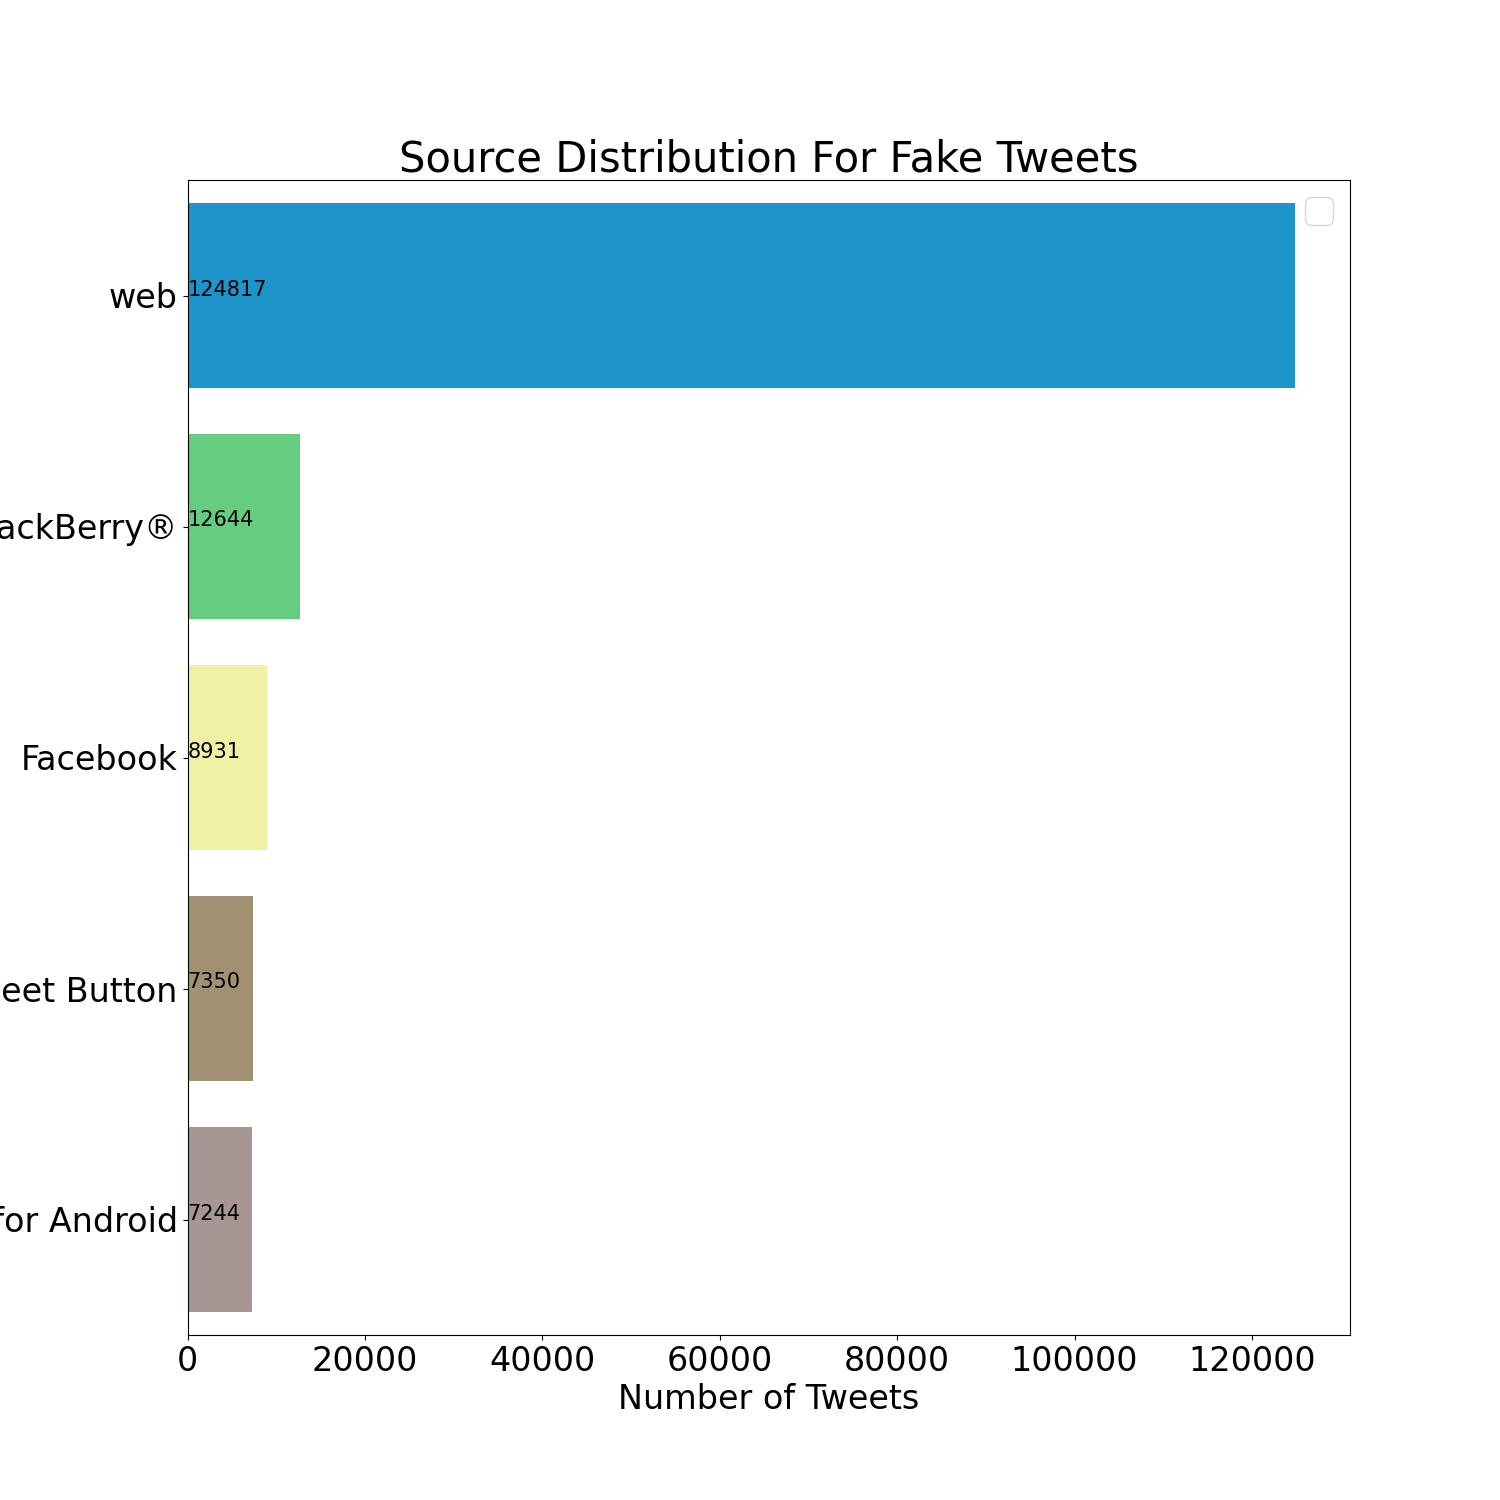 Source Distribution For Fake Tweets
web
124817
ackBerry®
12644
Facebook
8931
eet Button
7350
for Android
7244
0 20000 40000 60000 80000 100000 120000
Number of Tweets